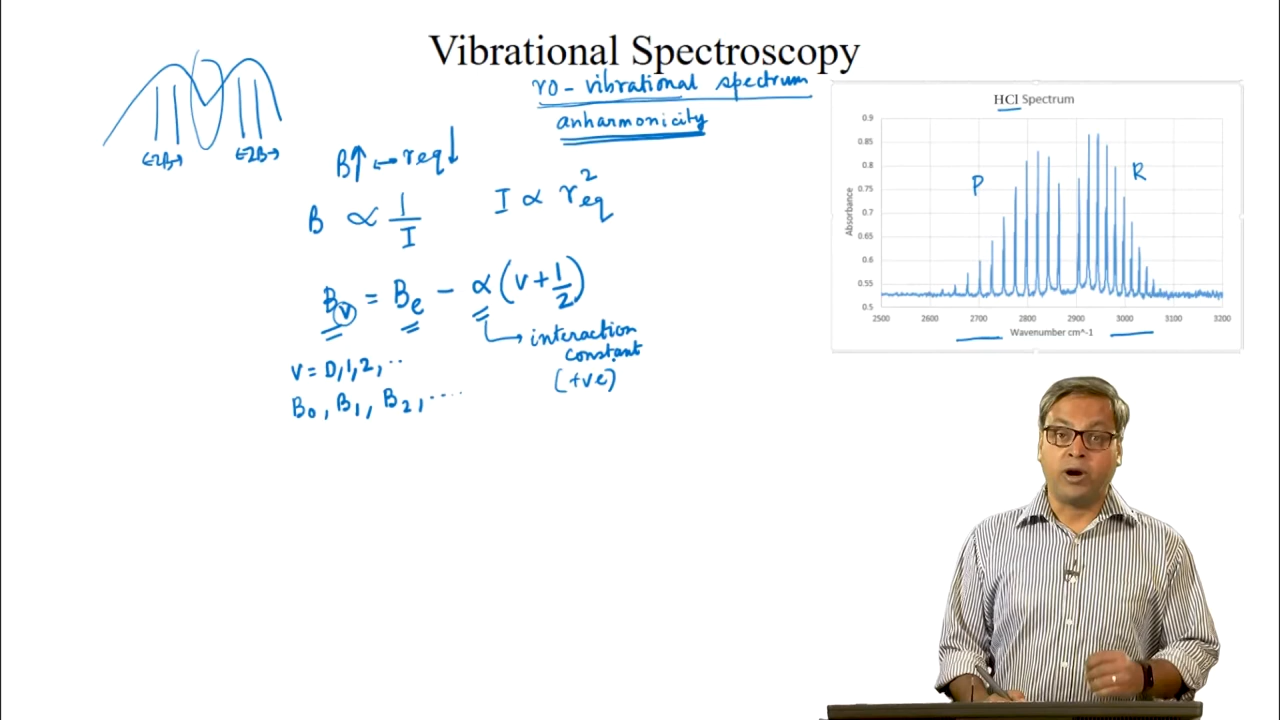 Vibrational Spectroscopy
ro-vibrational spectrum
anharmonicity
←2B→
←2B→
B↑ ↔ req↓
B ∝ 1/I
I ∝ r²eq
Bv = Be - α(v+1/2)
interaction
constant
(+ve)
v = 0,1,2,..
B0, B1, B2, ....
HCl Spectrum
P
R
Absorbance
0.9
0.85
0.8
0.75
0.7
0.65
0.6
0.55
0.5
2500 2600 2700 2800 2900 3000 3100 3200
Wavenumber cm^-1